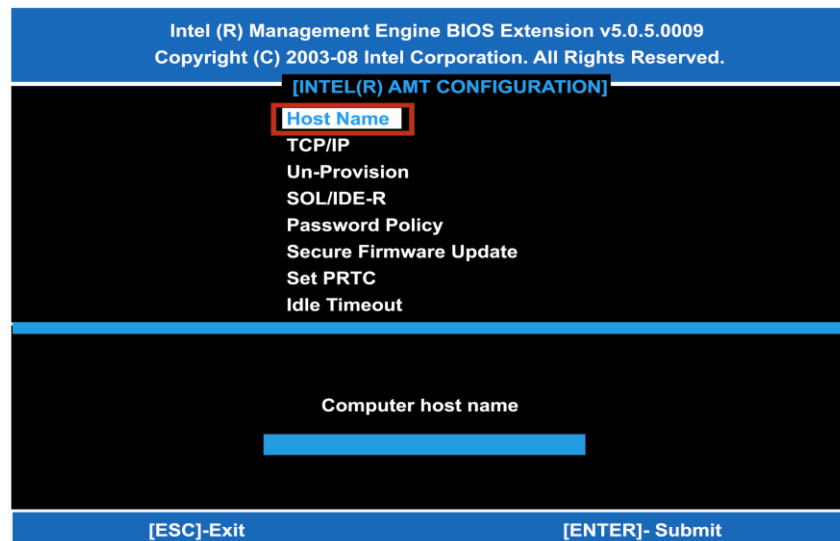 Intel (R) Management Engine BIOS Extension v5.0.5.0009
Copyright (C) 2003-08 Intel Corporation. All Rights Reserved.
[INTEL(R) AMT CONFIGURATION]
Host Name
TCP/IP
Un-Provision
SOL/IDE-R
Password Policy
Secure Firmware Update
Set PRTC
Idle Timeout
Computer host name
[ESC]-Exit [ENTER]- Submit